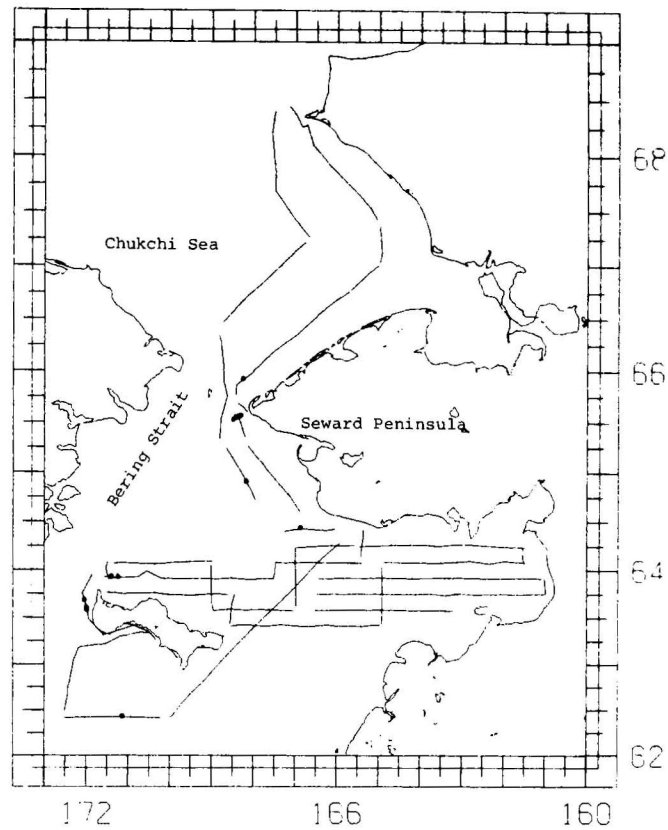 68
Chukchi Sea
66
Bering Strait
Seward Peninsula
64
62
172 166 160